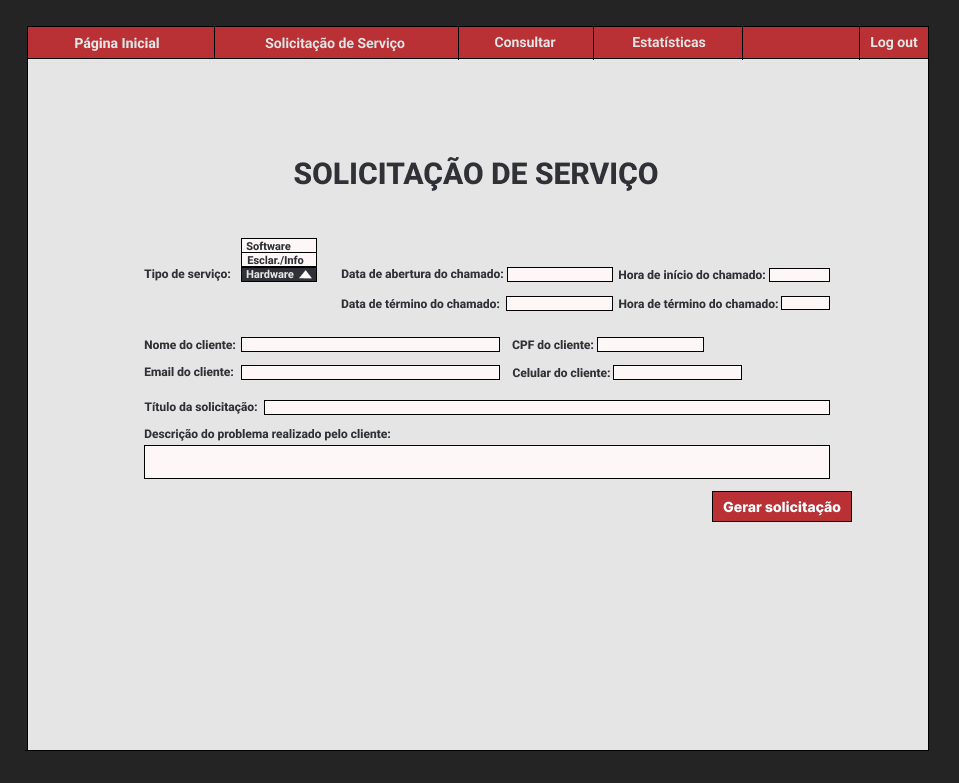 Página Inicial Solicitação de Serviço Consultar Estatísticas Log out
SOLICITAÇÃO DE SERVIÇO
Software
Esclar./Info
Tipo de serviço: Hardware Data de abertura do chamado: Hora de início do chamado:
Data de término do chamado: Hora de término do chamado:
Nome do cliente: CPF do cliente:
Email do cliente: Celular do cliente:
Título da solicitação:
Descrição do problema realizado pelo cliente:
Gerar solicitação